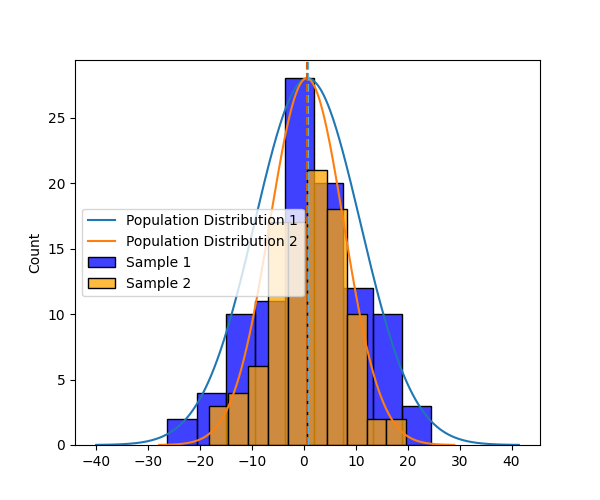 Count
25
20
15
10
5
0
Population Distribution 1
Population Distribution 2
Sample 1
Sample 2
−40 −30 −20 −10 0 10 20 30 40